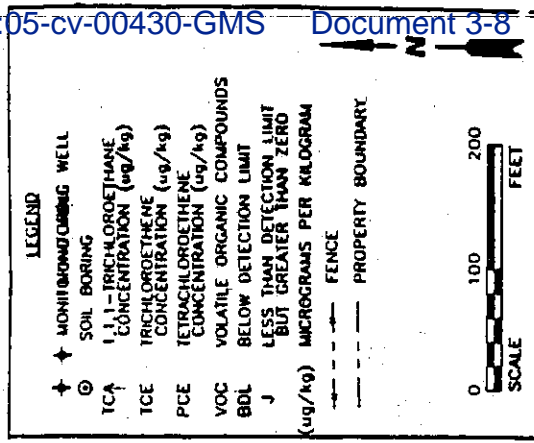 :05-cv-00430-GMS Document 3-8
LEGEND
WELL
SOIL BORING
TCA 1,1,1-TRICHLOROETHANE
CONCENTRATION (ug/kg)
TCE TRICHLOROETHENE
CONCENTRATION (ug/kg)
PCE TETRACHLOROETHENE
CONCENTRATION (ug/kg)
VOC VOLATILE ORGANIC COMPOUNDS
BDL BELOW DETECTION LIMIT
J LESS THAN DETECTION LIMIT
BUT GREATER THAN ZERO
(ug/kg) MICROGRAMS PER KILOGRAM
FENCE
PROPERTY BOUNDARY
N
0 100 200
SCALE FEET